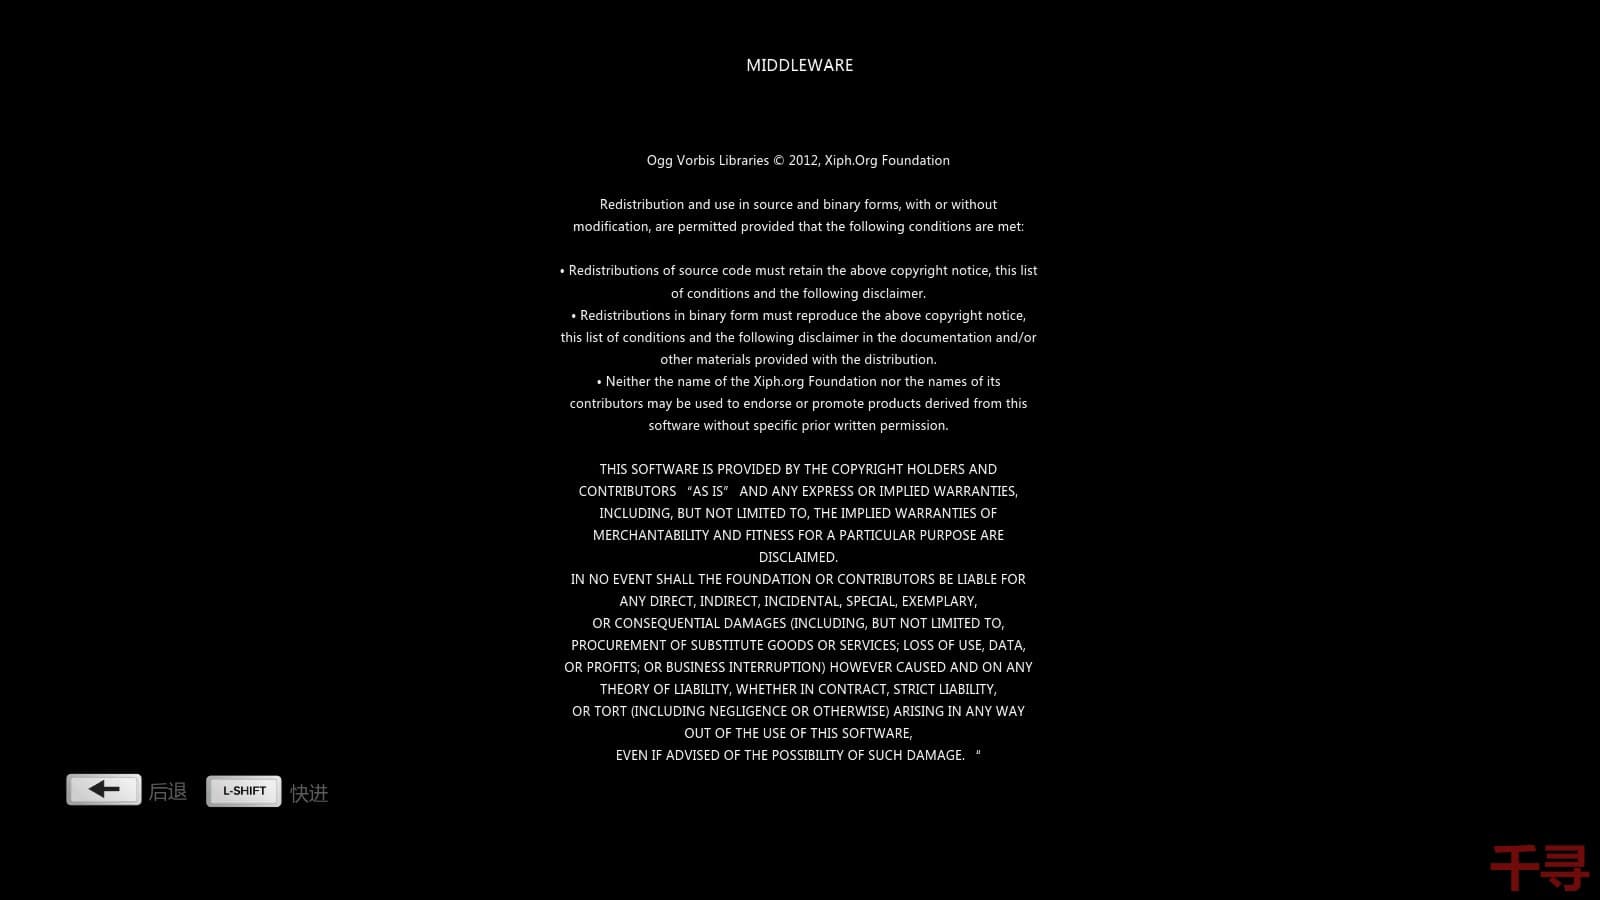 MIDDLEWARE
Ogg Vorbis Libraries © 2012, Xiph.Org Foundation
Redistribution and use in source and binary forms, with or without
modification, are permitted provided that the following conditions are met:
• Redistributions of source code must retain the above copyright notice, this list
of conditions and the following disclaimer.
• Redistributions in binary form must reproduce the above copyright notice,
this list of conditions and the following disclaimer in the documentation and/or
other materials provided with the distribution.
• Neither the name of the Xiph.org Foundation nor the names of its
contributors may be used to endorse or promote products derived from this
software without specific prior written permission.
THIS SOFTWARE IS PROVIDED BY THE COPYRIGHT HOLDERS AND
CONTRIBUTORS “AS IS” AND ANY EXPRESS OR IMPLIED WARRANTIES,
INCLUDING, BUT NOT LIMITED TO, THE IMPLIED WARRANTIES OF
MERCHANTABILITY AND FITNESS FOR A PARTICULAR PURPOSE ARE
DISCLAIMED.
IN NO EVENT SHALL THE FOUNDATION OR CONTRIBUTORS BE LIABLE FOR
ANY DIRECT, INDIRECT, INCIDENTAL, SPECIAL, EXEMPLARY,
OR CONSEQUENTIAL DAMAGES (INCLUDING, BUT NOT LIMITED TO,
PROCUREMENT OF SUBSTITUTE GOODS OR SERVICES; LOSS OF USE, DATA,
OR PROFITS; OR BUSINESS INTERRUPTION) HOWEVER CAUSED AND ON ANY
THEORY OF LIABILITY, WHETHER IN CONTRACT, STRICT LIABILITY,
OR TORT (INCLUDING NEGLIGENCE OR OTHERWISE) ARISING IN ANY WAY
OUT OF THE USE OF THIS SOFTWARE,
EVEN IF ADVISED OF THE POSSIBILITY OF SUCH DAMAGE. “
后退 L-SHIFT 快进
千寻